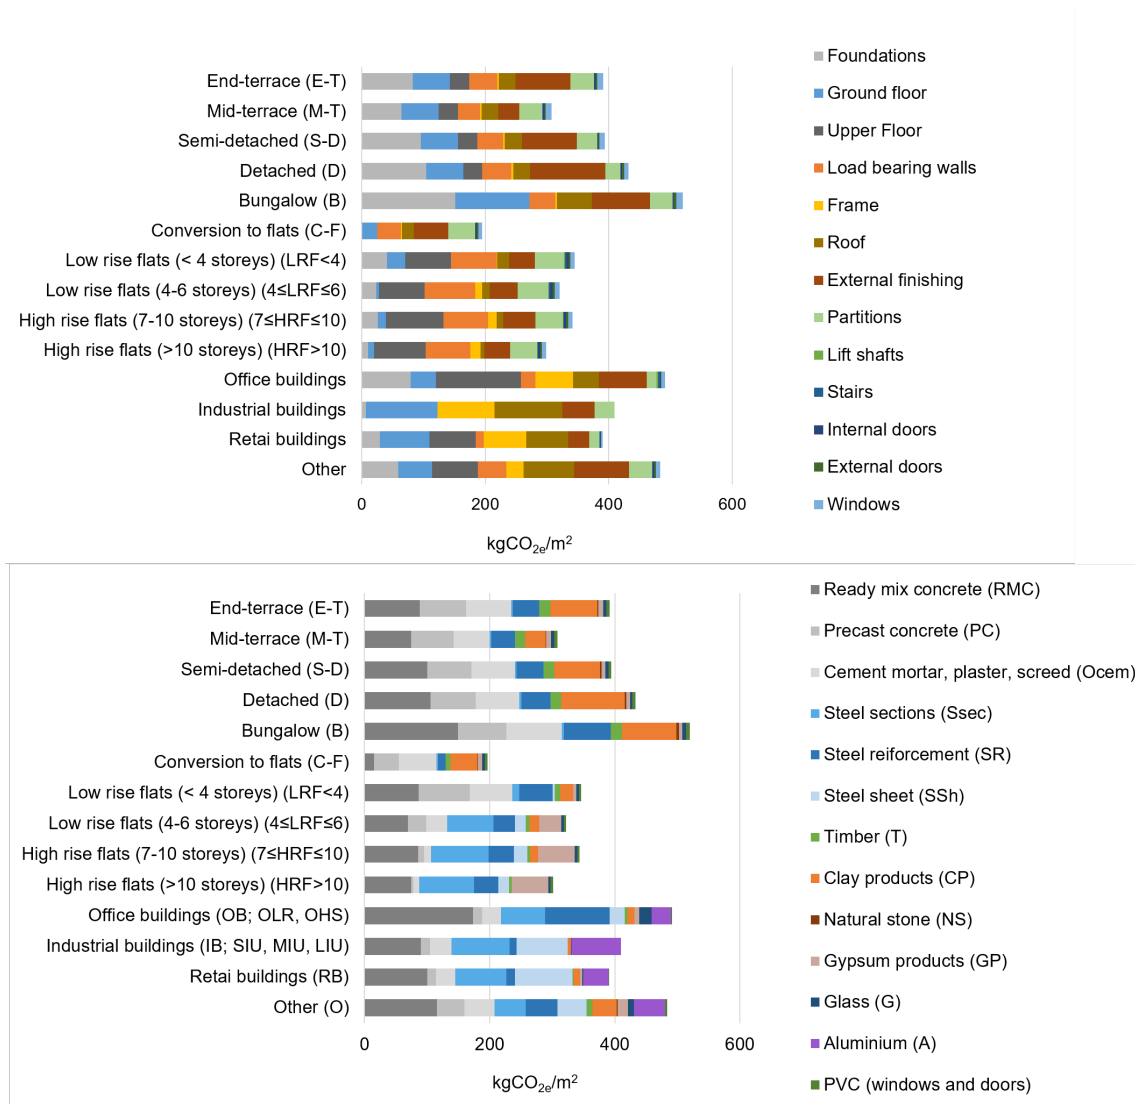 End-terrace (E-T)
Mid-terrace (M-T)
Semi-detached (S-D)
Detached (D)
Bungalow (B)
Conversion to flats (C-F)
Low rise flats (< 4 storeys) (LRF<4)
Low rise flats (4-6 storeys) (4≤LRF≤6)
High rise flats (7-10 storeys) (7≤HRF≤10)
High rise flats (>10 storeys) (HRF>10)
Office buildings
Industrial buildings
Retai buildings
Other
0 200 400 600
kgCO2e/m²
Foundations
Ground floor
Upper Floor
Load bearing walls
Frame
Roof
External finishing
Partitions
Lift shafts
Stairs
Internal doors
External doors
Windows
End-terrace (E-T)
Mid-terrace (M-T)
Semi-detached (S-D)
Detached (D)
Bungalow (B)
Conversion to flats (C-F)
Low rise flats (< 4 storeys) (LRF<4)
Low rise flats (4-6 storeys) (4≤LRF≤6)
High rise flats (7-10 storeys) (7≤HRF≤10)
High rise flats (>10 storeys) (HRF>10)
Office buildings (OB; OLR, OHS)
Industrial buildings (IB; SIU, MIU, LIU)
Retai buildings (RB)
Other (O)
0 200 400 600
kgCO2e/m²
Ready mix concrete (RMC)
Precast concrete (PC)
Cement mortar, plaster, screed (Ocem)
Steel sections (Ssec)
Steel reiforcement (SR)
Steel sheet (SSh)
Timber (T)
Clay products (CP)
Natural stone (NS)
Gypsum products (GP)
Glass (G)
Aluminium (A)
PVC (windows and doors)